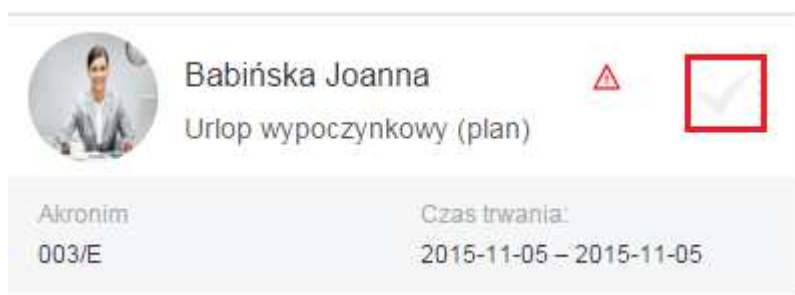 Babińska Joanna
Urlop wypoczynkowy (plan)
Akronim
Czas trwania:
003/E
2015-11-05 – 2015-11-05